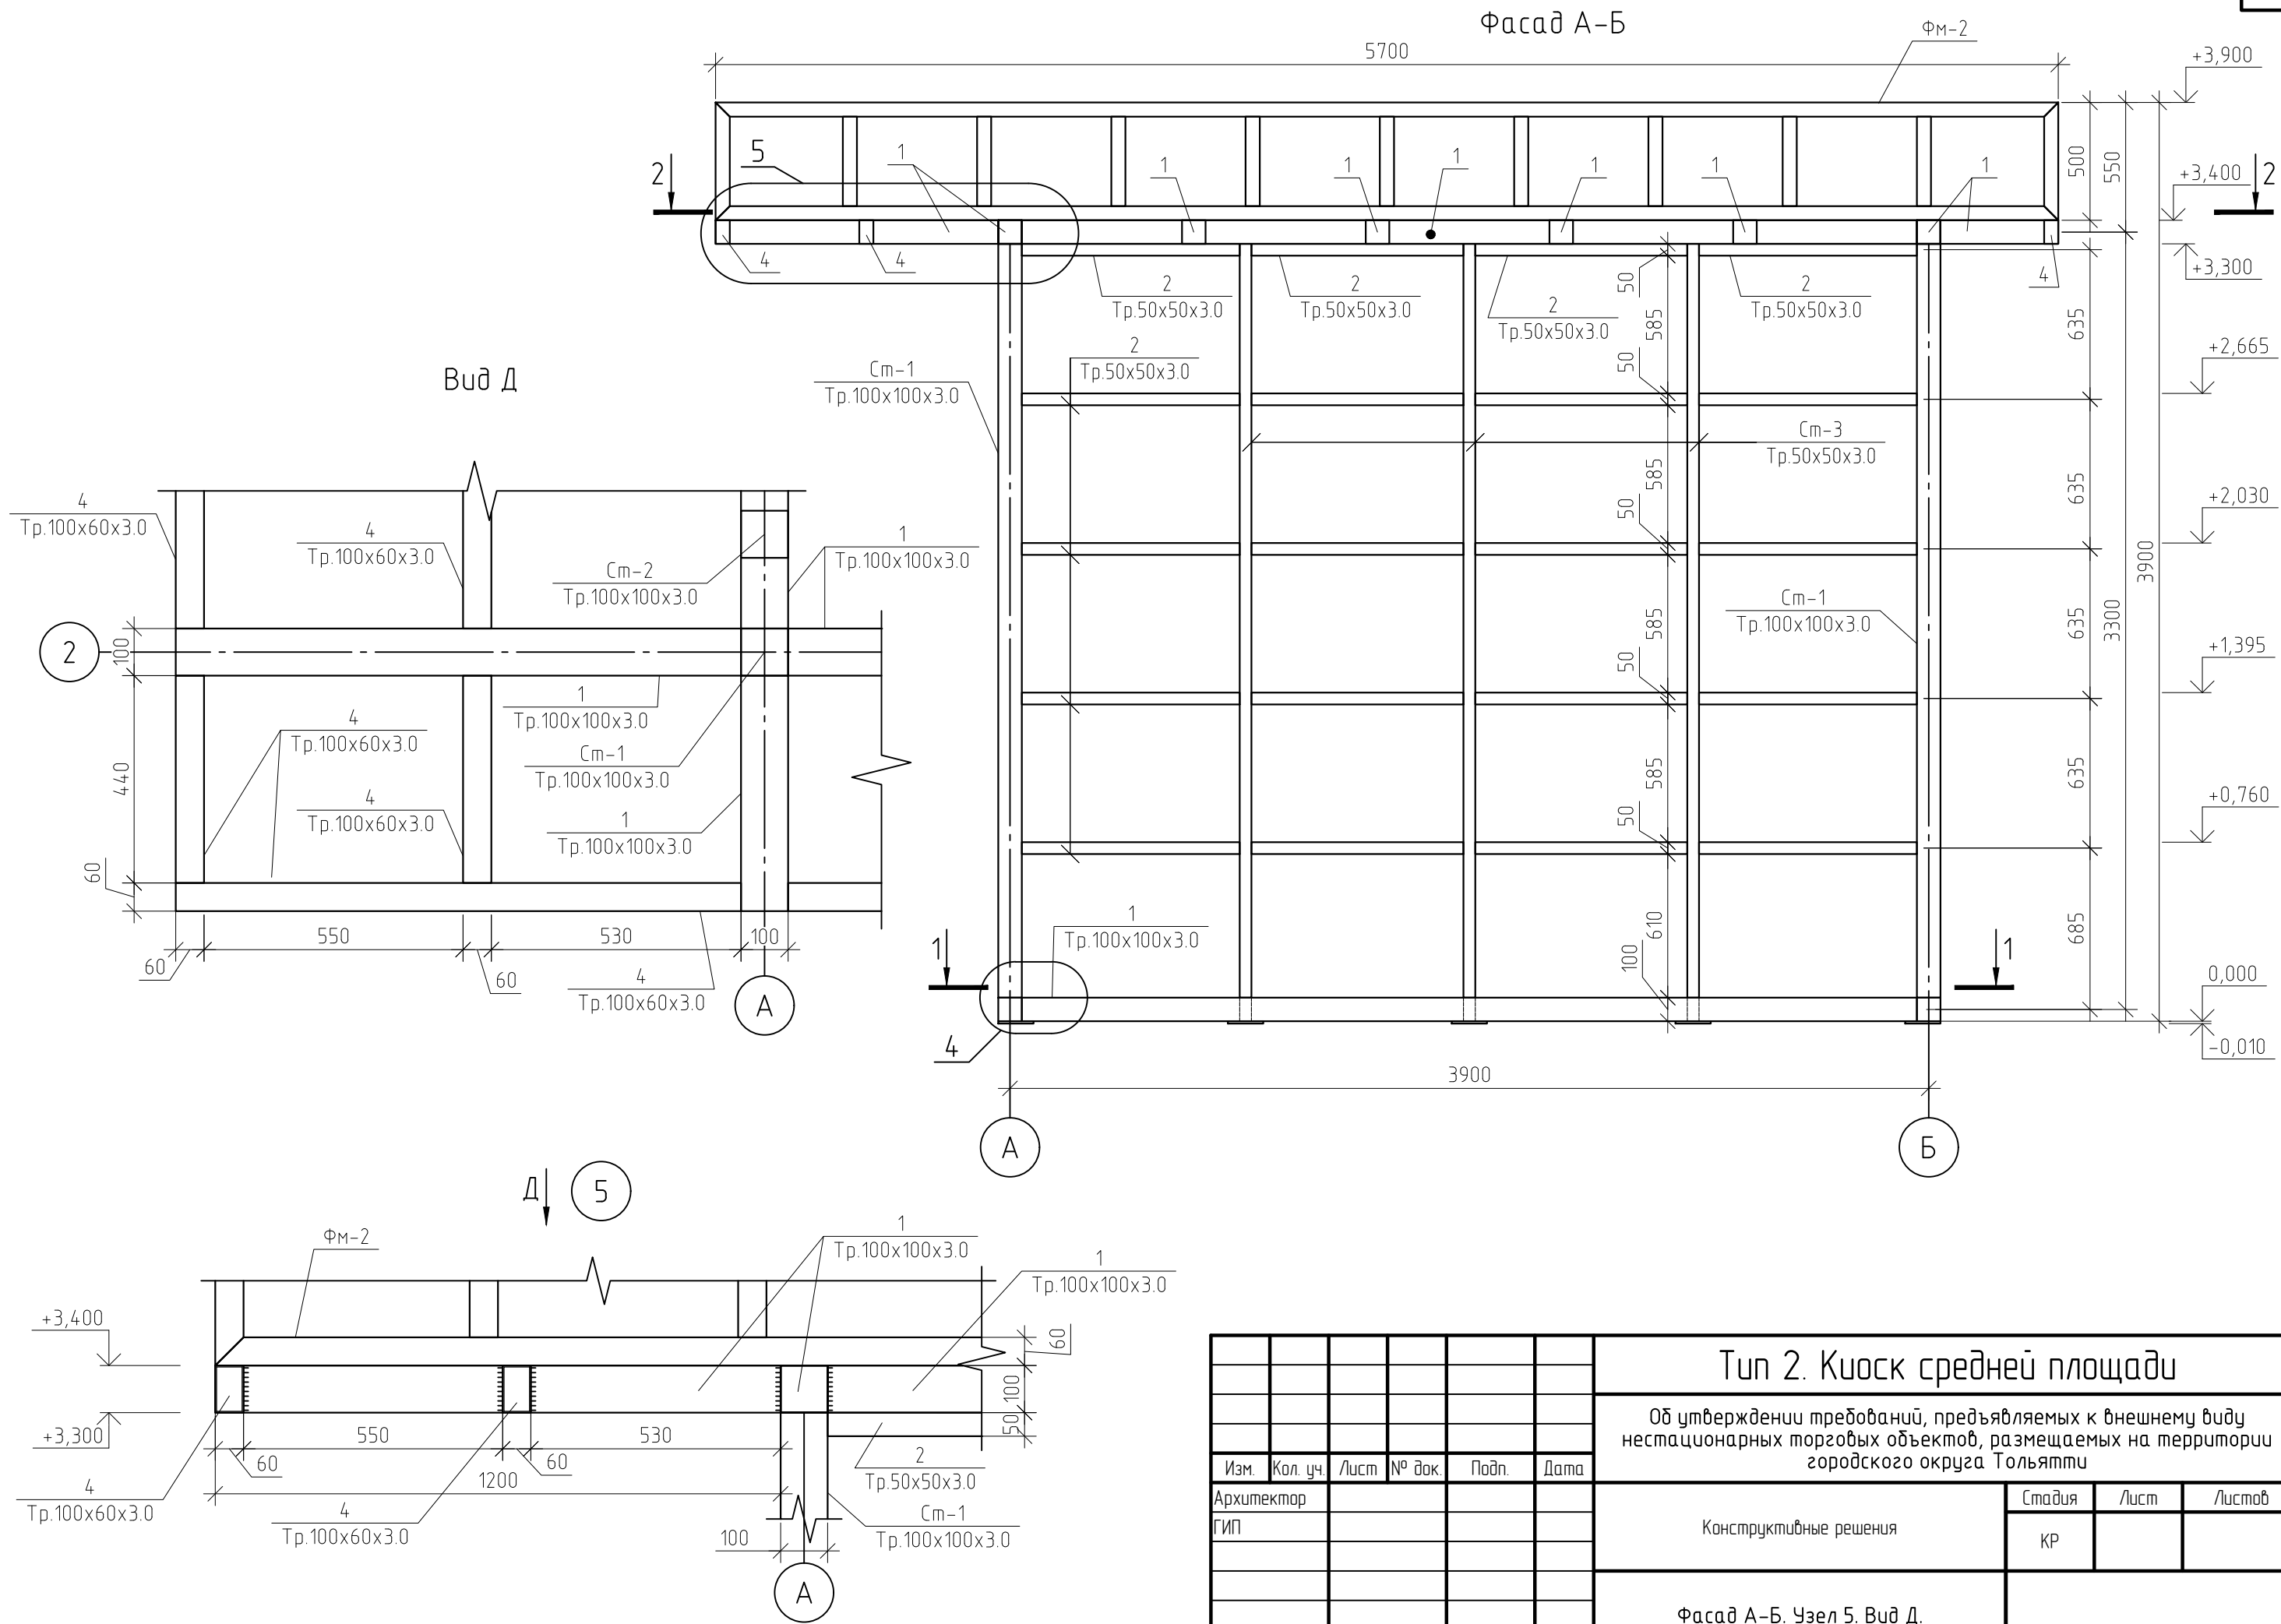 Фасад А-Б
5700
Фм-2
+3,900
5
1
1
1
1
1
1
1
2
2
500
550
+3,400
4
4
4
+3,300
2
Тр.50х50х3.0
2
Тр.50х50х3.0
2
Тр.50х50х3.0
2
Тр.50х50х3.0
50
585
635
2
Тр.50х50х3.0
50
+2,665
Ст-1
Тр.100х100х3.0
Ст-3
Тр.50х50х3.0
585
50
635
+2,030
3900
3300
Ст-1
Тр.100х100х3.0
585
50
635
+1,395
585
50
635
+0,760
1
Тр.100х100х3.0
610
100
685
1
1
0,000
-0,010
4
3900
А
Б
Вид Д
4
Тр.100х60х3.0
4
Тр.100х60х3.0
1
Тр.100х100х3.0
Ст-2
Тр.100х100х3.0
2
100
1
Тр.100х100х3.0
4
Тр.100х60х3.0
Ст-1
Тр.100х100х3.0
440
4
Тр.100х60х3.0
1
Тр.100х100х3.0
60
550
530
100
60
60
4
Тр.100х60х3.0
А
Д
5
Фм-2
1
Тр.100х100х3.0
1
Тр.100х100х3.0
+3,400
60
100
50
+3,300
550
530
60
60
1200
2
Тр.50х50х3.0
4
Тр.100х60х3.0
4
Тр.100х60х3.0
Ст-1
Тр.100х100х3.0
100
А
Тип 2. Киоск средней площади
Об утверждении требований, предъявляемых к внешнему виду
нестационарных торговых объектов, размещаемых на территории
городского округа Тольятти
Изм.
Кол. уч.
Лист
№ док.
Подп.
Дата
Архитектор
ГИП
Конструктивные решения
Стадия
Лист
Листов
КР
Фасад А-Б. Узел 5. Вид Д.